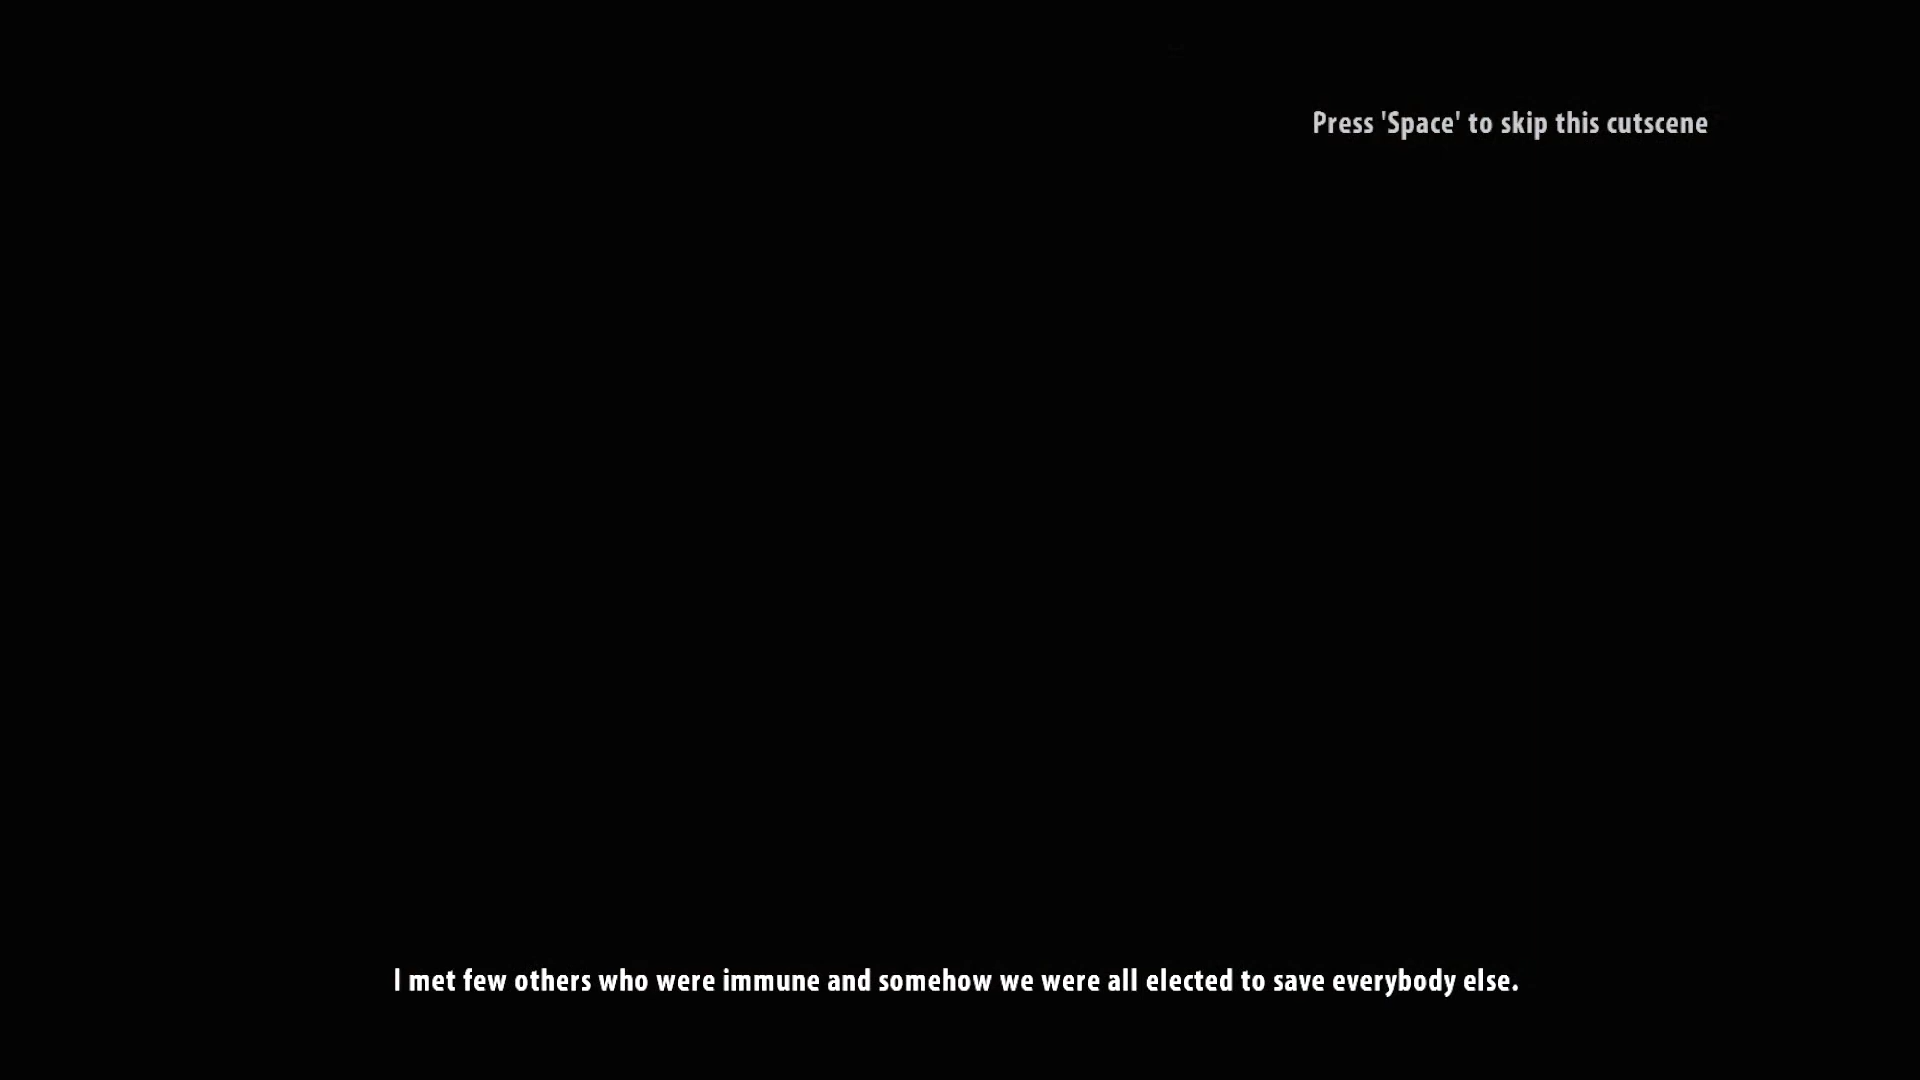 Press 'Space' to skip this cutscene
I met few others who were immune and somehow we were all elected to save everybody else.